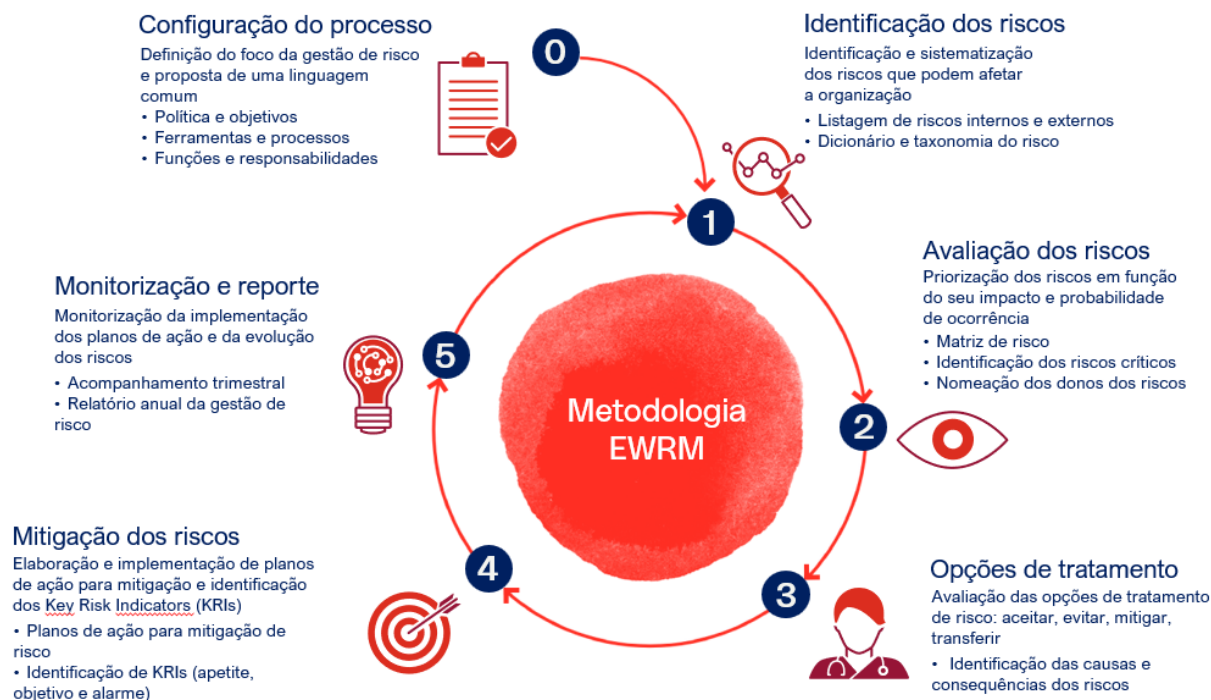 Configuração do processo
Definição do foco da gestão de risco
e proposta de uma linguagem
comum
• Política e objetivos
• Ferramentas e processos
• Funções e responsabilidades
0
Identificação dos riscos
Identificação e sistematização
dos riscos que podem afetar
a organização
• Listagem de riscos internos e externos
• Dicionário e taxonomia do risco
1
Avaliação dos riscos
Priorização dos riscos em função
do seu impacto e probabilidade
de ocorrência
• Matriz de risco
• Identificação dos riscos críticos
• Nomeação dos donos dos riscos
2
Opções de tratamento
Avaliação das opções de tratamento
de risco: aceitar, evitar, mitigar,
transferir
• Identificação das causas e
consequências dos riscos
3
Mitigação dos riscos
Elaboração e implementação de planos
de ação para mitigação e identificação
dos Key Risk Indicators (KRIs)
• Planos de ação para mitigação de
risco
• Identificação de KRIs (apetite,
objetivo e alarme)
4
Monitorização e reporte
Monitorização da implementação
dos planos de ação e da evolução
dos riscos
• Acompanhamento trimestral
• Relatório anual da gestão de
risco
5
Metodologia
EWRM